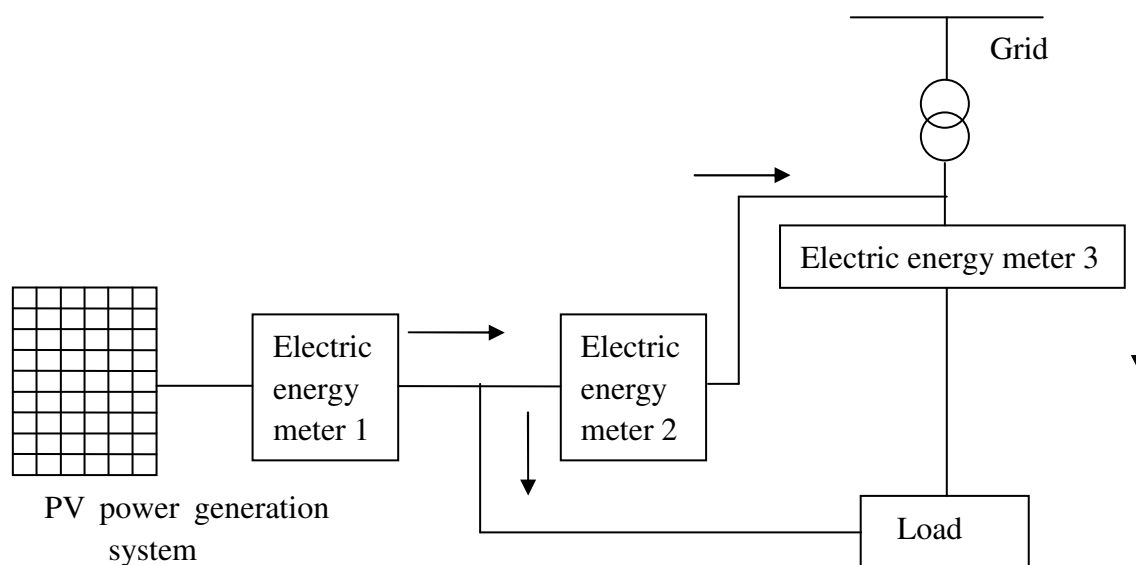 Grid
Electric energy meter 3
Electric
energy
meter 1
Electric
energy
meter 2
PV power generation
system
Load